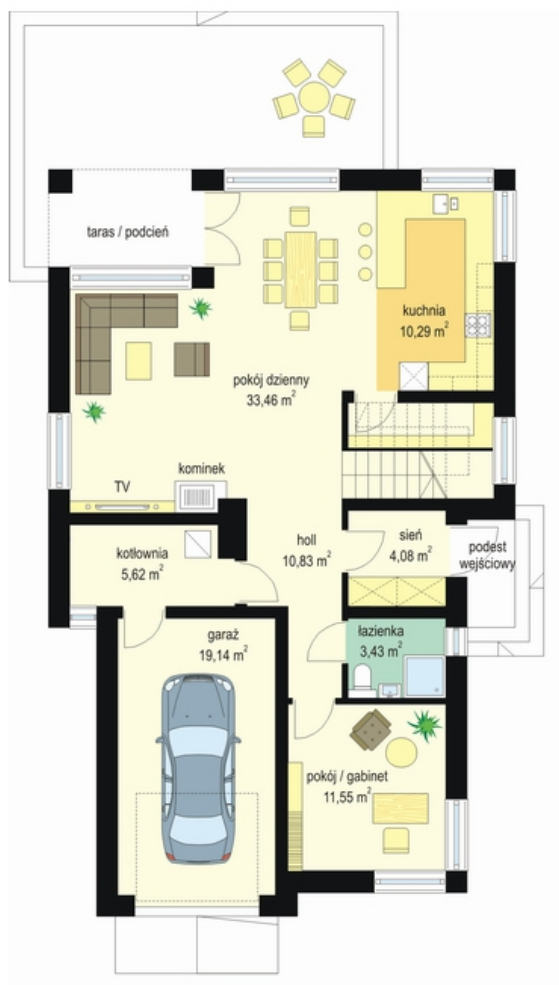 taras / podcień
kuchnia
10,29 m²
pokój dzienny
33,46 m²
kominek
TV
holl
10,83 m²
sień
4,08 m²
podest
wejściowy
kotłownia
5,62 m²
garaż
19,14 m²
łazienka
3,43 m²
pokój / gabinet
11,55 m²